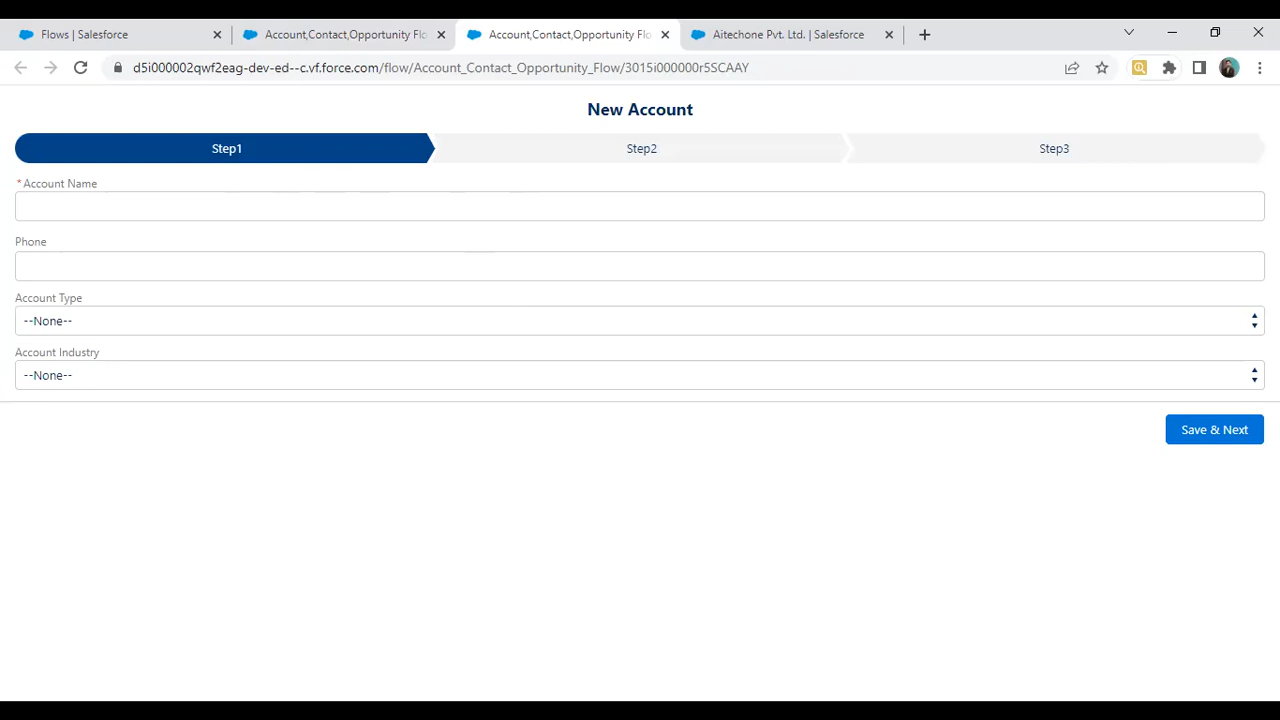 Flows | Salesforce
Account,Contact,Opportunity Flo
Account,Contact,Opportunity Flo
Aitechone Pvt. Ltd. | Salesforce
d5i000002qwf2eag-dev-ed--c.vf.force.com/flow/Account_Contact_Opportunity_Flow/3015i000000r5SCAAY
New Account
Step1
Step2
Step3
* Account Name
Phone
Account Type
--None--
Account Industry
--None--
Save & Next